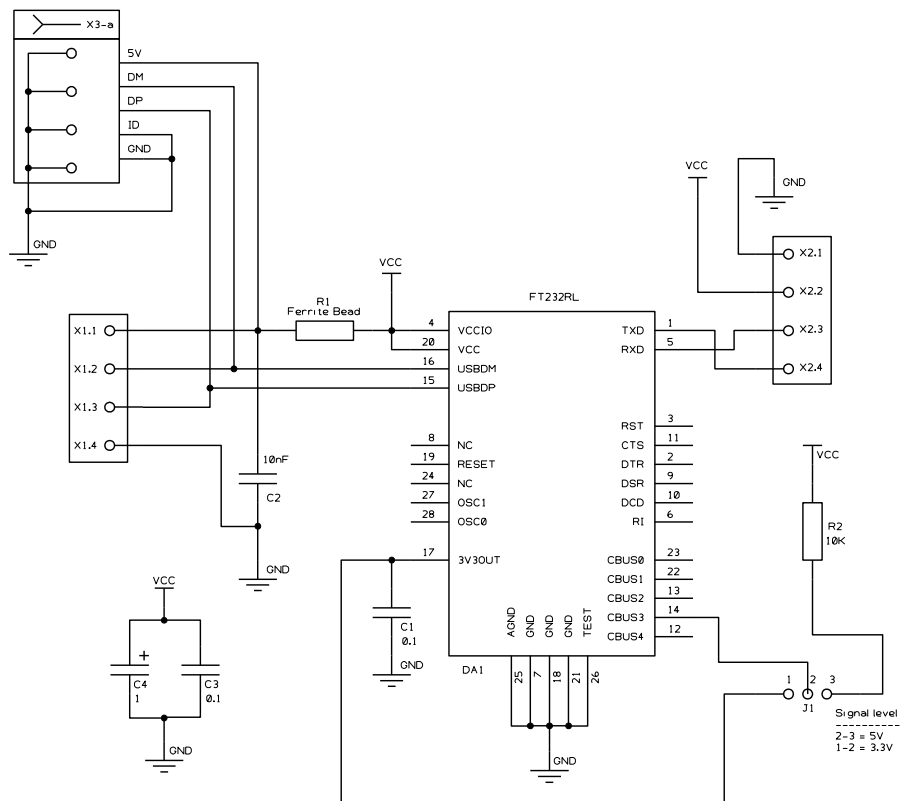 X3-a
5V
DM
DP
ID
GND
GND
VCC
GND
X2.1
X2.2
X2.3
X2.4
VCC
R1
Ferrite Bead
FT232RL
X1.1
X1.2
X1.3
X1.4
4 VCCIO
20 VCC
16 USBDM
15 USBDP
8 NC
19 RESET
24 NC
27 OSC1
28 OSC0
17 3V3OUT
TXD 1
RXD 5
RST 3
CTS 11
DTR 2
DSR 9
DCD 10
RI 6
CBUS0 23
CBUS1 22
CBUS2 13
CBUS3 14
CBUS4 12
AGND GND GND GND TEST
25 7 18 21 26
DA1
GND
10nF
C2
GND
C1
0.1
GND
VCC
+
C4
1
C3
0.1
GND
VCC
R2
10K
1 2 3
J1
Signal level
------------
2-3 = 5V
1-2 = 3.3V